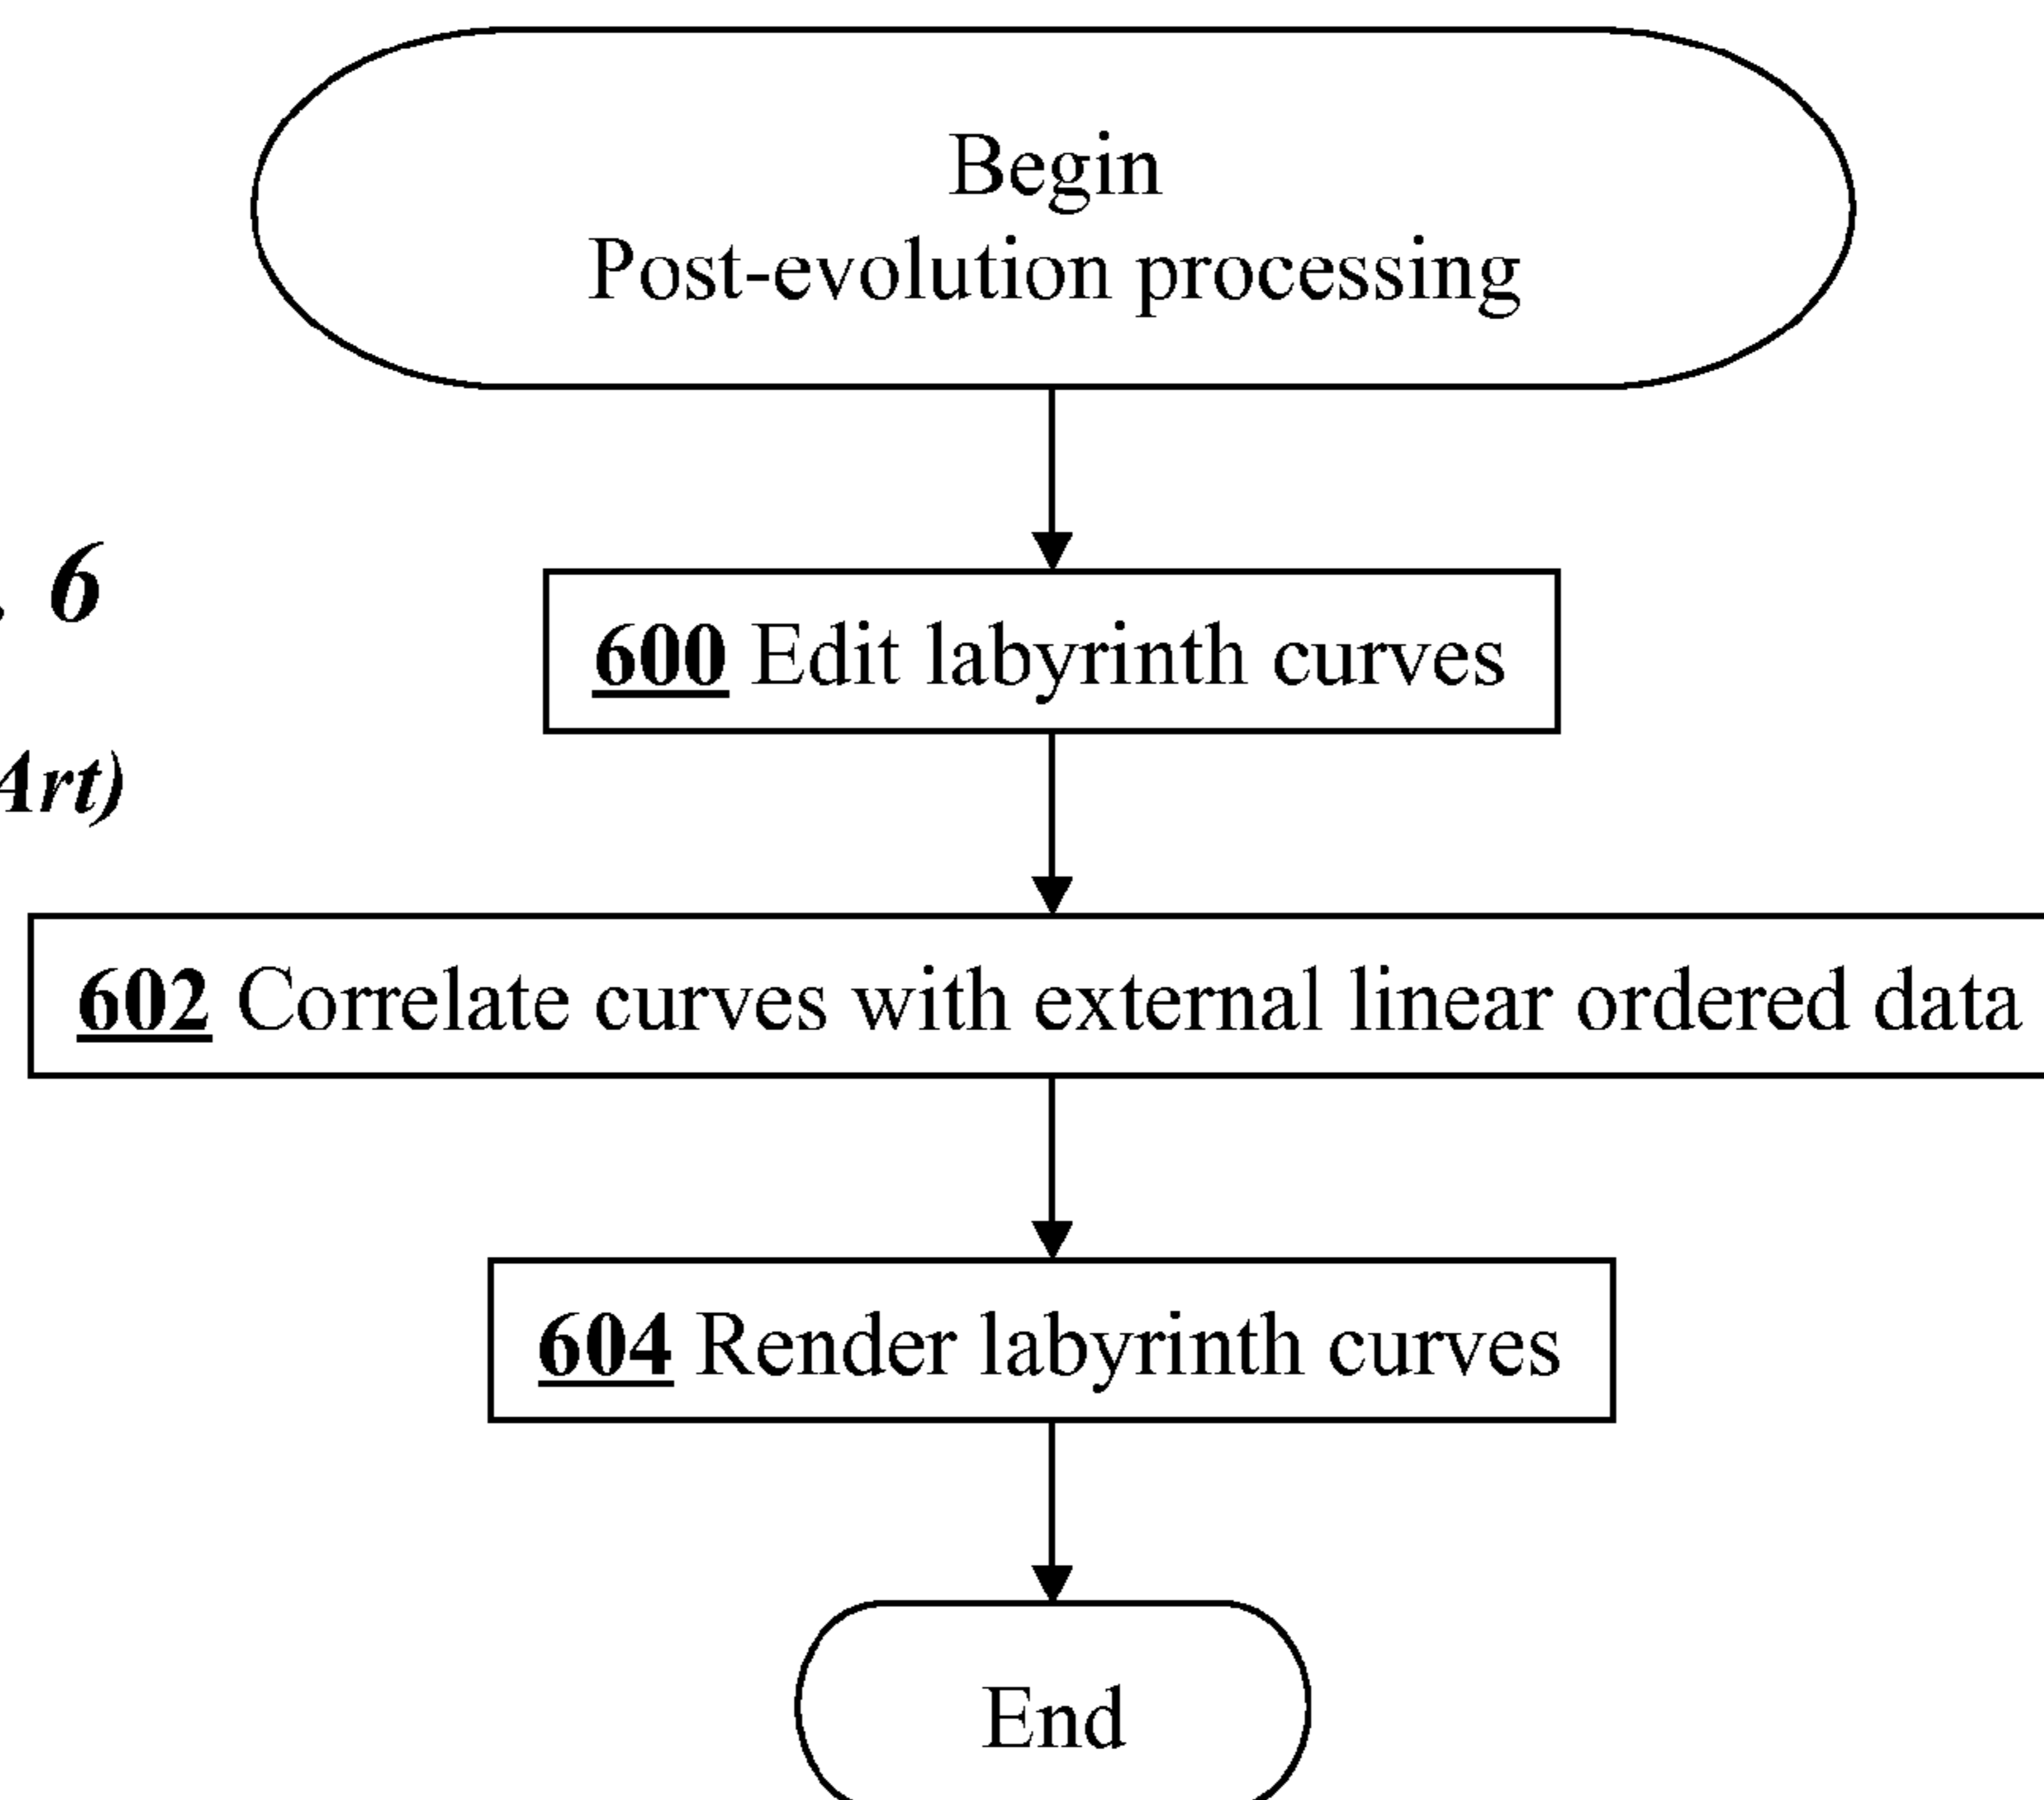 Begin
Post-evolution processing
. 6
600 Edit labyrinth curves
Art)
602 Correlate curves with external linear ordered data
604 Render labyrinth curves
End